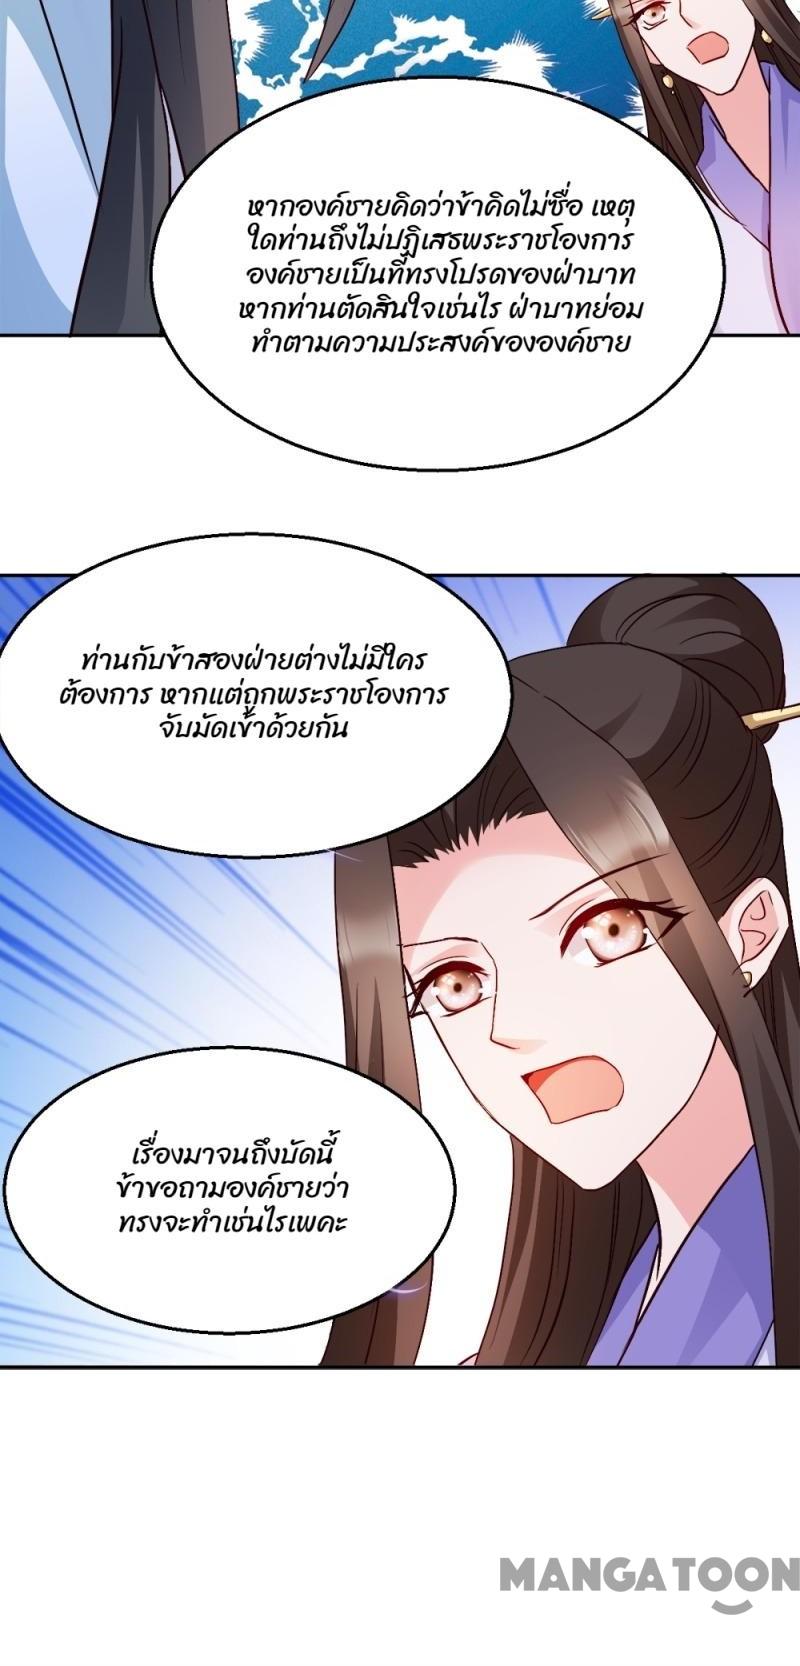 หากองค์ชายคิดว่าข้าคิดไม่ซื่อ เหตุ
ใดท่านถึงไม่ปฏิเสธพระราชโองการ
องค์ชายเป็นที่ทรงโปรดของฝ่าบาท
หากท่านตัดสินใจเช่นไร ฝ่าบาทย่อม
ทำตามความประสงค์ขององค์ชาย
ท่านกับข้าสองฝ่ายต่างไม่มีใคร
ต้องการ หากแต่ถูกพระราชโองการ
จับมัดเข้าด้วยกัน
เรื่องมาจนถึงบัดนี้
ข้าขอถามองค์ชายว่า
ทรงจะทำเช่นไรเพคะ
MANGATOON